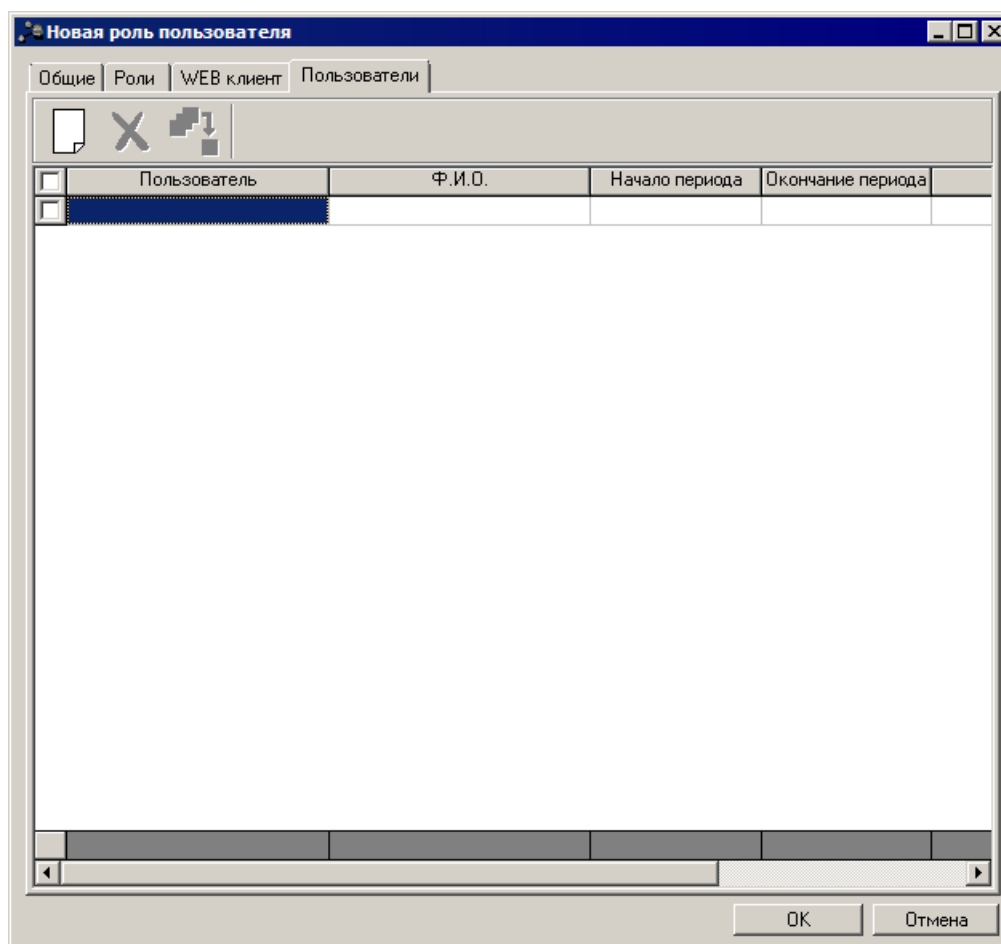 Новая роль пользователя
Общие Роли WEB клиент Пользователи
Пользователь Ф.И.О. Начало периода Окончание периода
OK Отмена